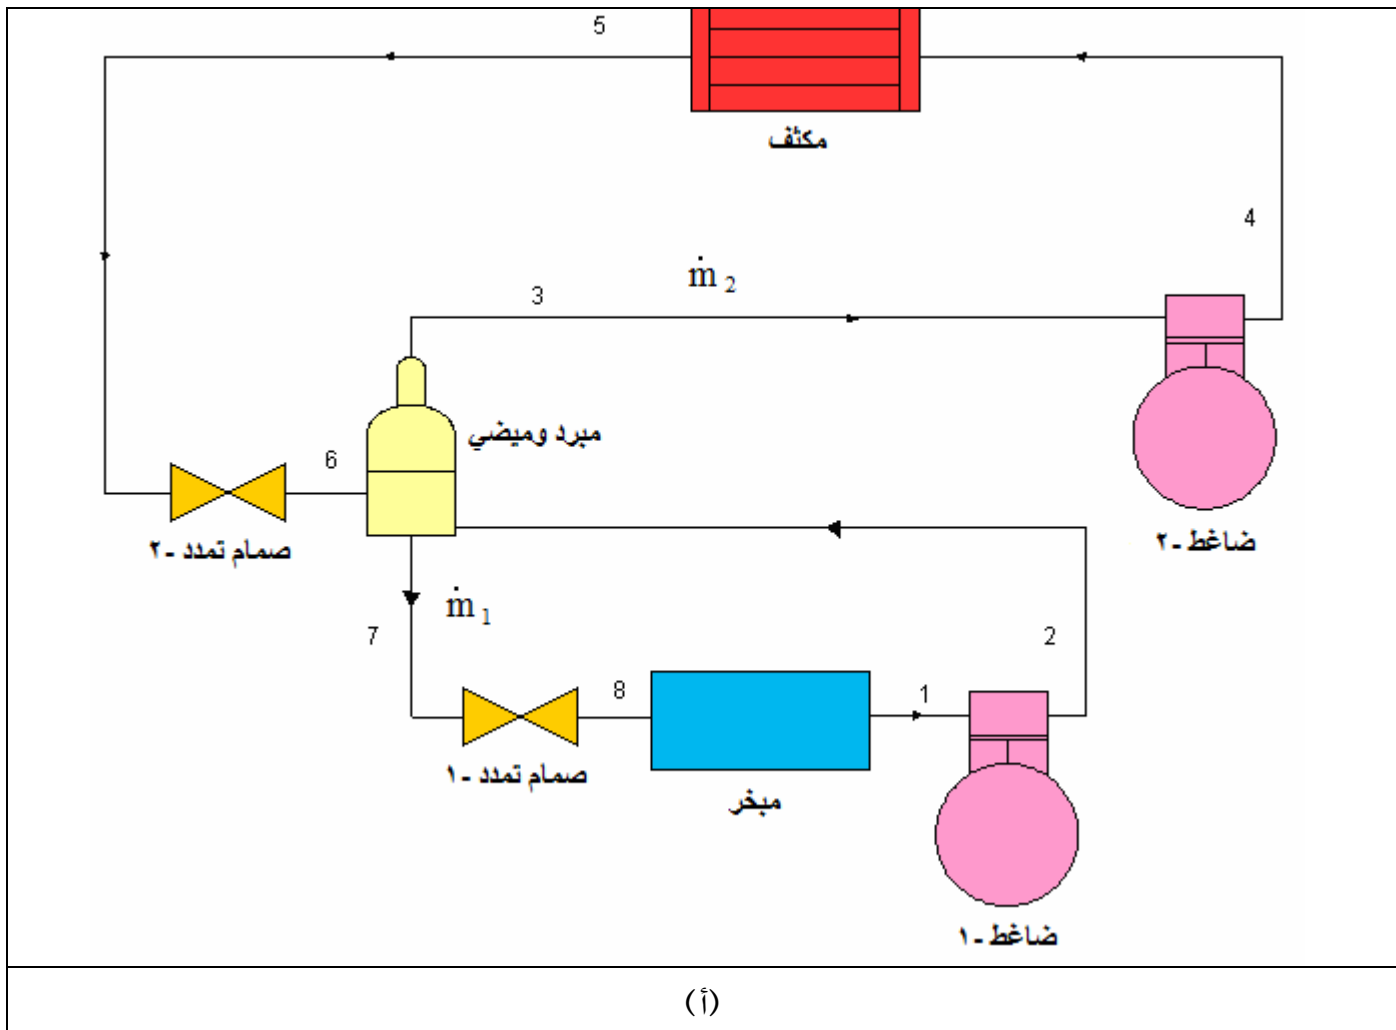 5
مكثف
4
ṁ 2
3
مبرد وميضي
6
صمام تمدد -٢
ضاغط -٢
ṁ 1
7
2
8
1
صمام تمدد -١
مبخر
ضاغط -١
(أ)